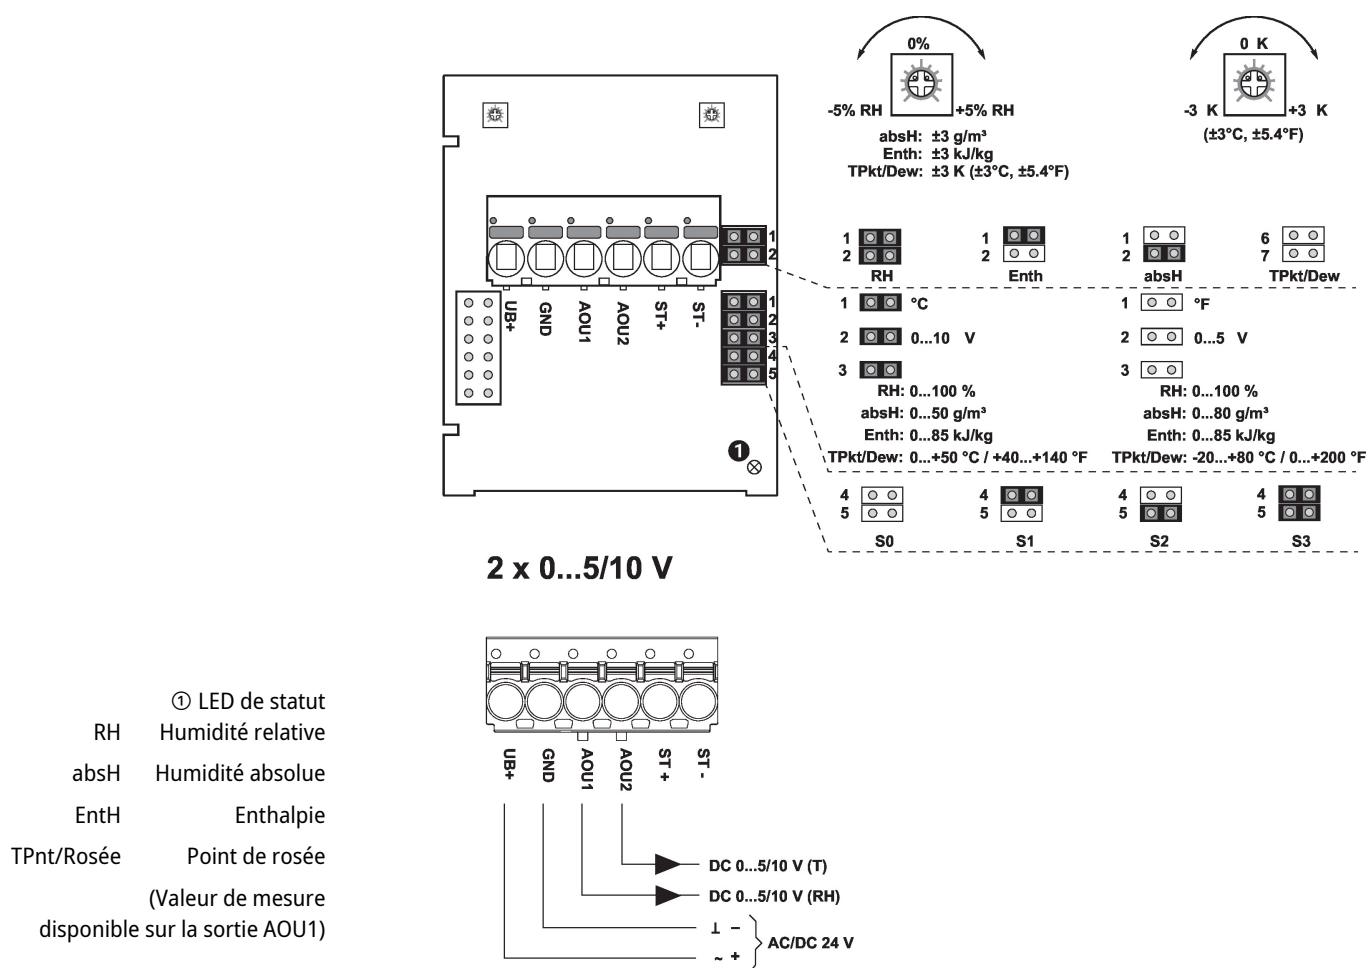 0%
-5% RH +5% RH
absH: ±3 g/m³
Enth: ±3 kJ/kg
TPkt/Dew: ±3 K (±3°C, ±5.4°F)
0 K
-3 K +3 K
(±3°C, ±5.4°F)
1
2
UB+
GND
AOU1
AOU2
ST+
ST-
1
2
3
4
5
1
1
2
RH
1
2
Enth
1
2
absH
6
7
TPkt/Dew
1 °C
2 0...10 V
3
RH: 0...100 %
absH: 0...50 g/m³
Enth: 0...85 kJ/kg
TPkt/Dew: 0...+50 °C / +40...+140 °F
1 °F
2 0...5 V
3
RH: 0...100 %
absH: 0...80 g/m³
Enth: 0...85 kJ/kg
TPkt/Dew: -20...+80 °C / 0...+200 °F
4
5
S0
4
5
S1
4
5
S2
4
5
S3
2 x 0...5/10 V
UB+
GND
AOU1
AOU2
ST +
ST -
DC 0...5/10 V (T)
DC 0...5/10 V (RH)
⊥ −
~ +
AC/DC 24 V
① LED de statut
RH Humidité relative
absH Humidité absolue
EntH Enthalpie
TPnt/Rosée Point de rosée
(Valeur de mesure
disponible sur la sortie AOU1)